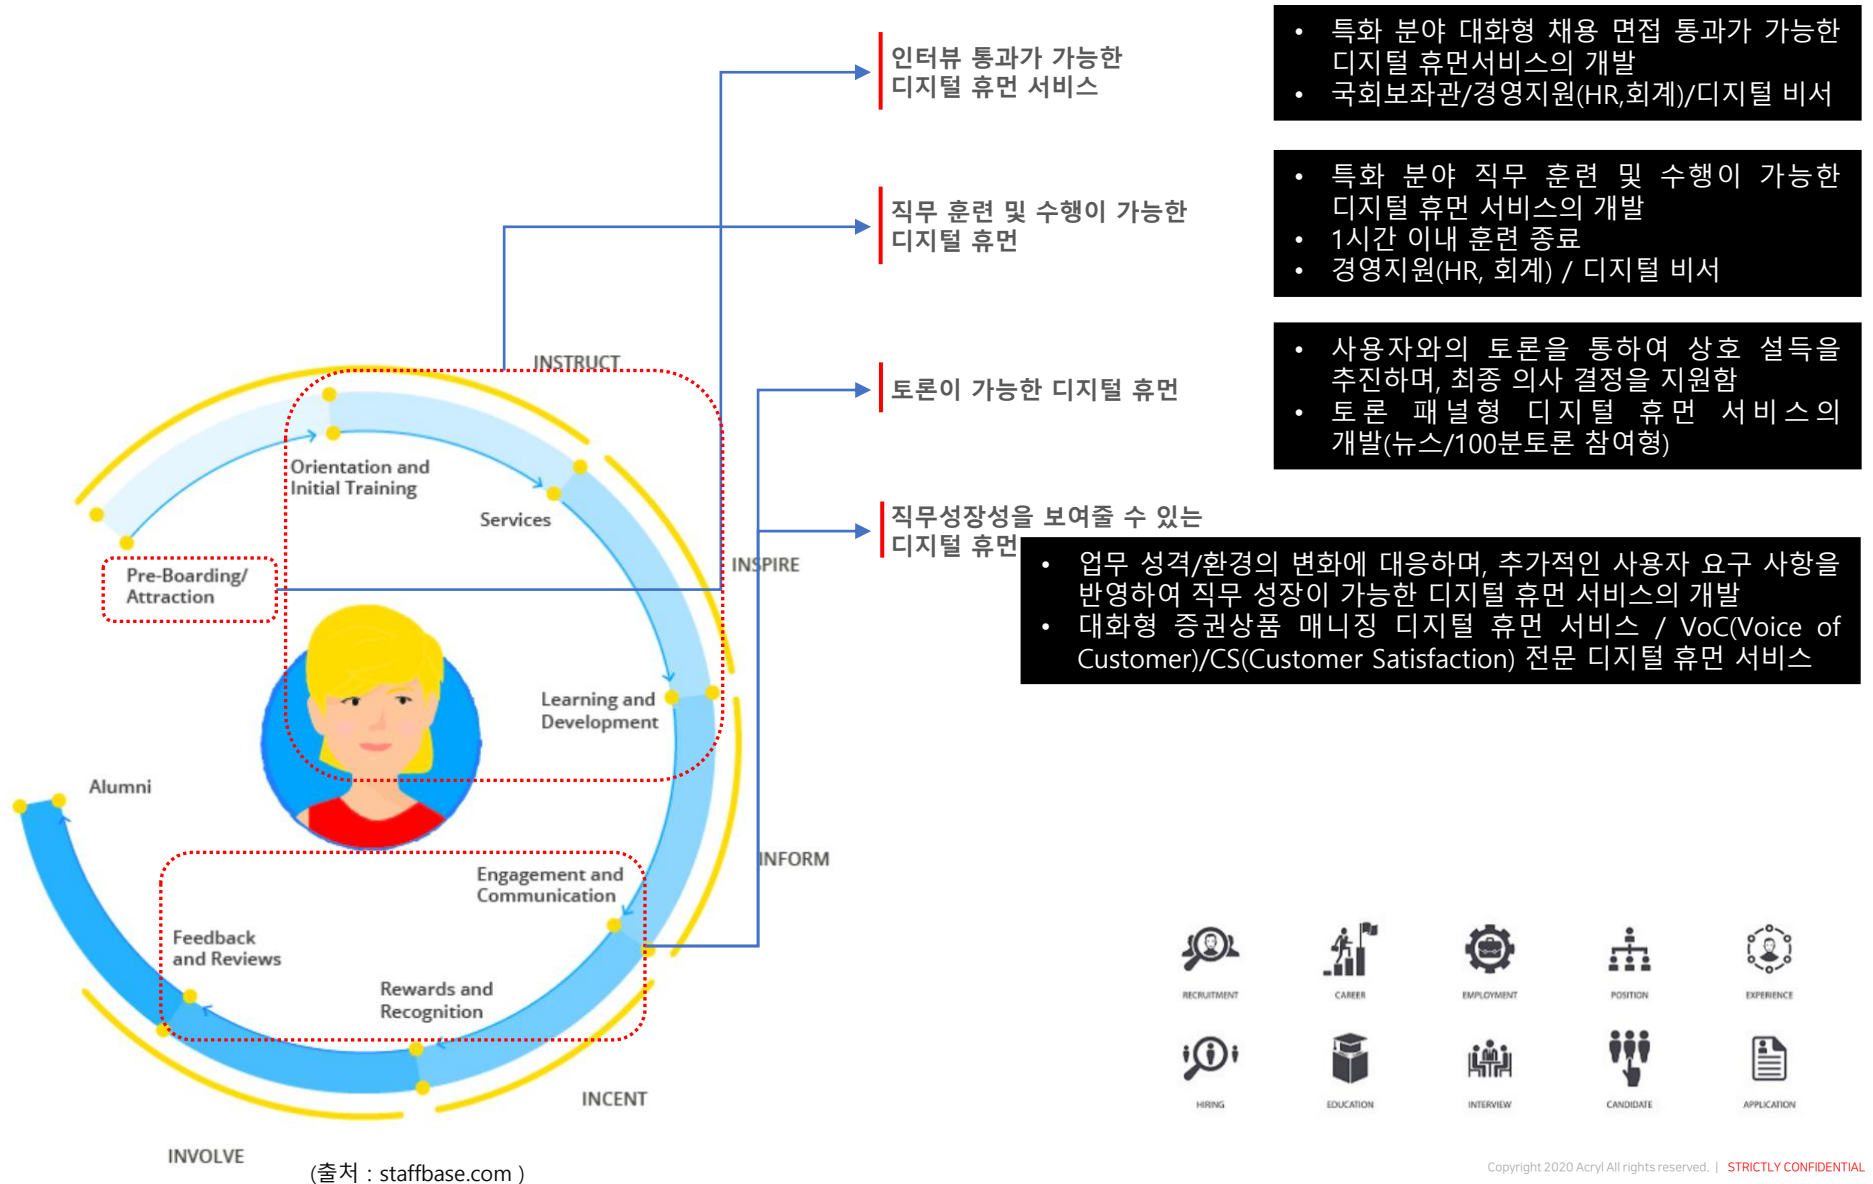 인터뷰 통과가 가능한
디지털 휴먼 서비스
• 특화 분야 대화형 채용 면접 통과가 가능한
디지털 휴먼서비스의 개발
• 국회보좌관/경영지원(HR,회계)/디지털 비서
직무 훈련 및 수행이 가능한
디지털 휴먼
• 특화 분야 직무 훈련 및 수행이 가능한
디지털 휴먼 서비스의 개발
• 1시간 이내 훈련 종료
• 경영지원(HR, 회계) / 디지털 비서
토론이 가능한 디지털 휴먼
• 사용자와의 토론을 통하여 상호 설득을
추진하며, 최종 의사 결정을 지원함
• 토론 패널형 디지털 휴먼 서비스의
개발(뉴스/100분토론 참여형)
직무성장성을 보여줄 수 있는
디지털 휴먼
• 업무 성격/환경의 변화에 대응하며, 추가적인 사용자 요구 사항을
반영하여 직무 성장이 가능한 디지털 휴먼 서비스의 개발
• 대화형 증권상품 매니징 디지털 휴먼 서비스 / VoC(Voice of
Customer)/CS(Customer Satisfaction) 전문 디지털 휴먼 서비스
INSTRUCT
Orientation and
Initial Training
Services
INSPIRE
Pre-Boarding/
Attraction
Learning and
Development
Alumni
INFORM
Engagement and
Communication
Feedback
and Reviews
Rewards and
Recognition
INCENT
INVOLVE
(출처 : staffbase.com )
RECRUITMENT
CAREER
EMPLOYMENT
POSITION
EXPERIENCE
HIRING
EDUCATION
INTERVIEW
CANDIDATE
APPLICATION
Copyright 2020 Acryl All rights reserved. | STRICTLY CONFIDENTIAL